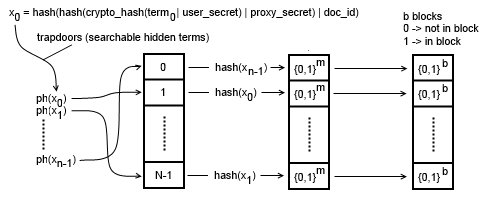 x0 = hash(hash(crypto_hash(term0| user_secret) | proxy_secret) | doc_id)
trapdoors (searchable hidden terms)
b blocks
0 -> not in block
1 -> in block
0 hash(xn-1) {0,1}m {0,1}b
ph(x0) 1 hash(x0) {0,1}m {0,1}b
ph(x1)
ph(xn-1)
N-1 hash(x1) {0,1}m {0,1}b